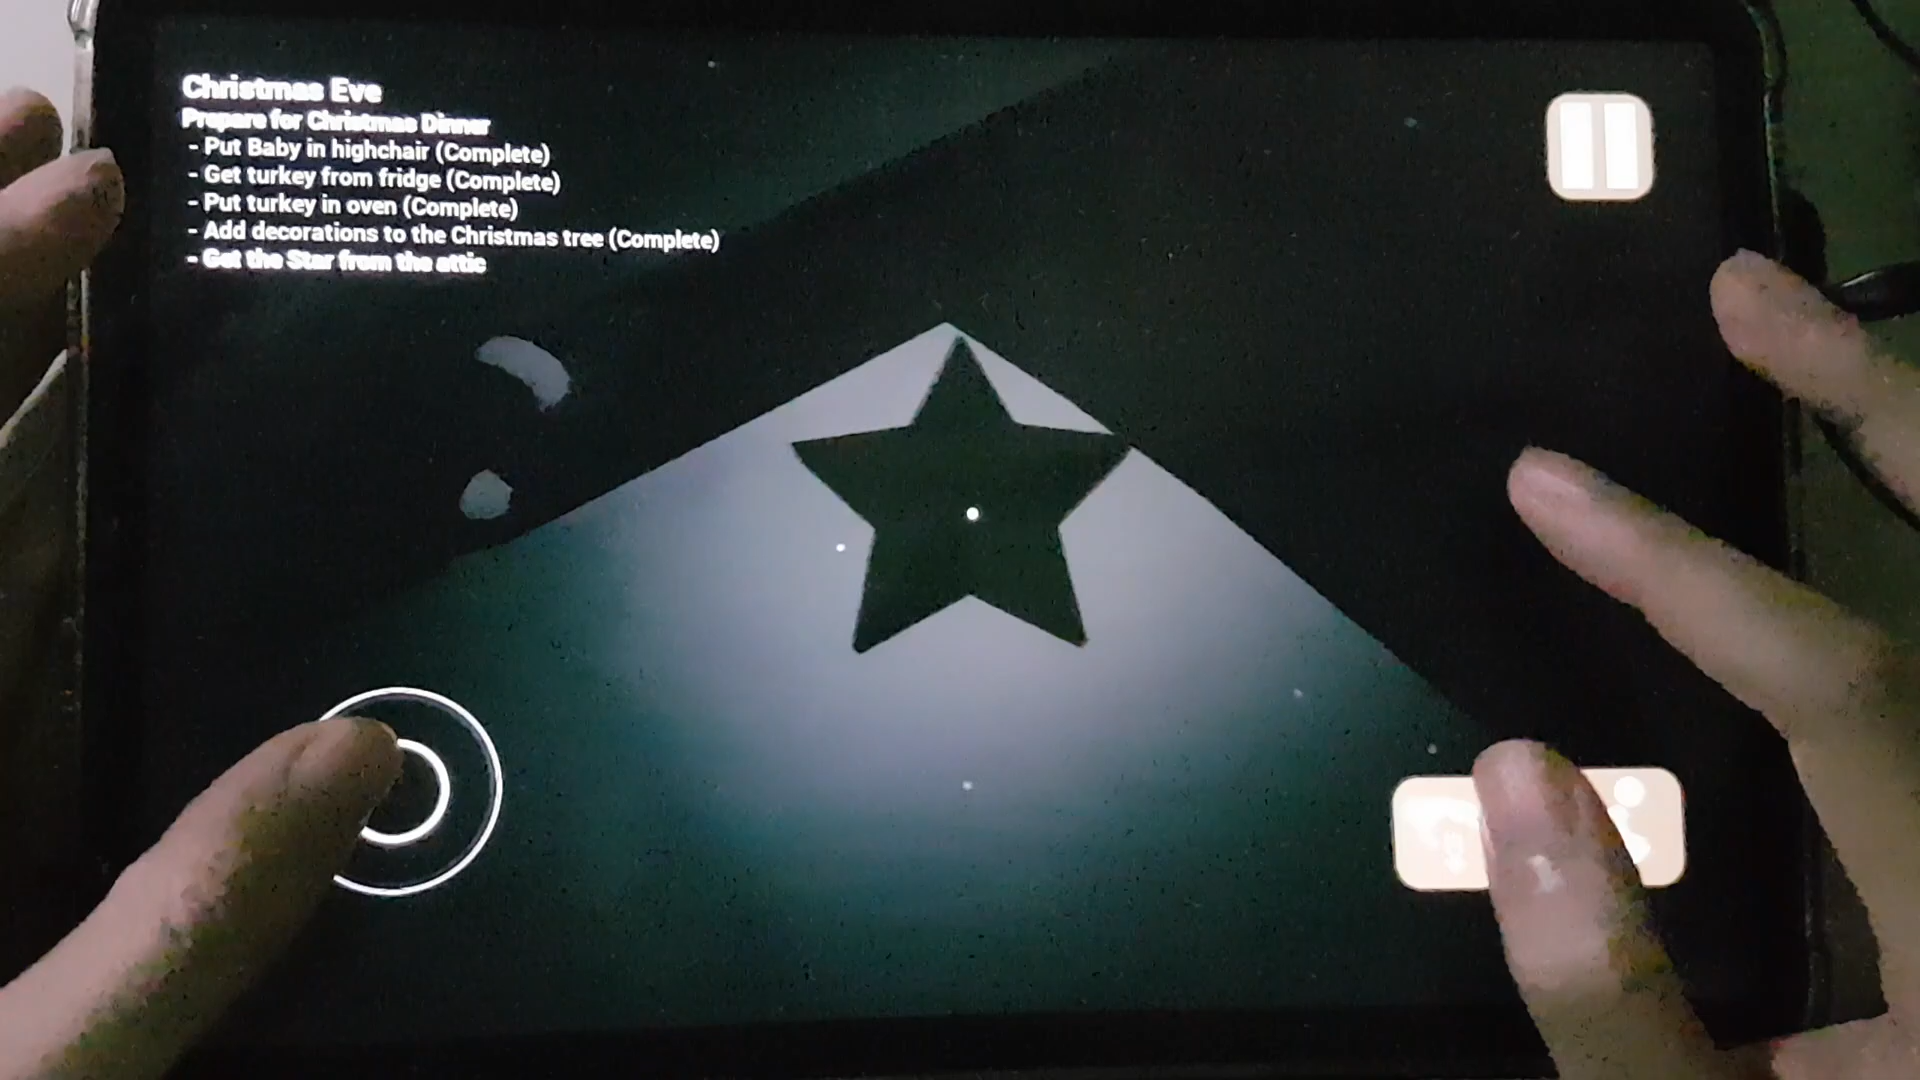 Christmas Eve
Prepare for Christmas Dinner
- Put Baby in highchair (Complete)
- Get turkey from fridge (Complete)
- Put turkey in oven (Complete)
- Add decorations to the Christmas tree (Complete)
- Get the Star from the attic